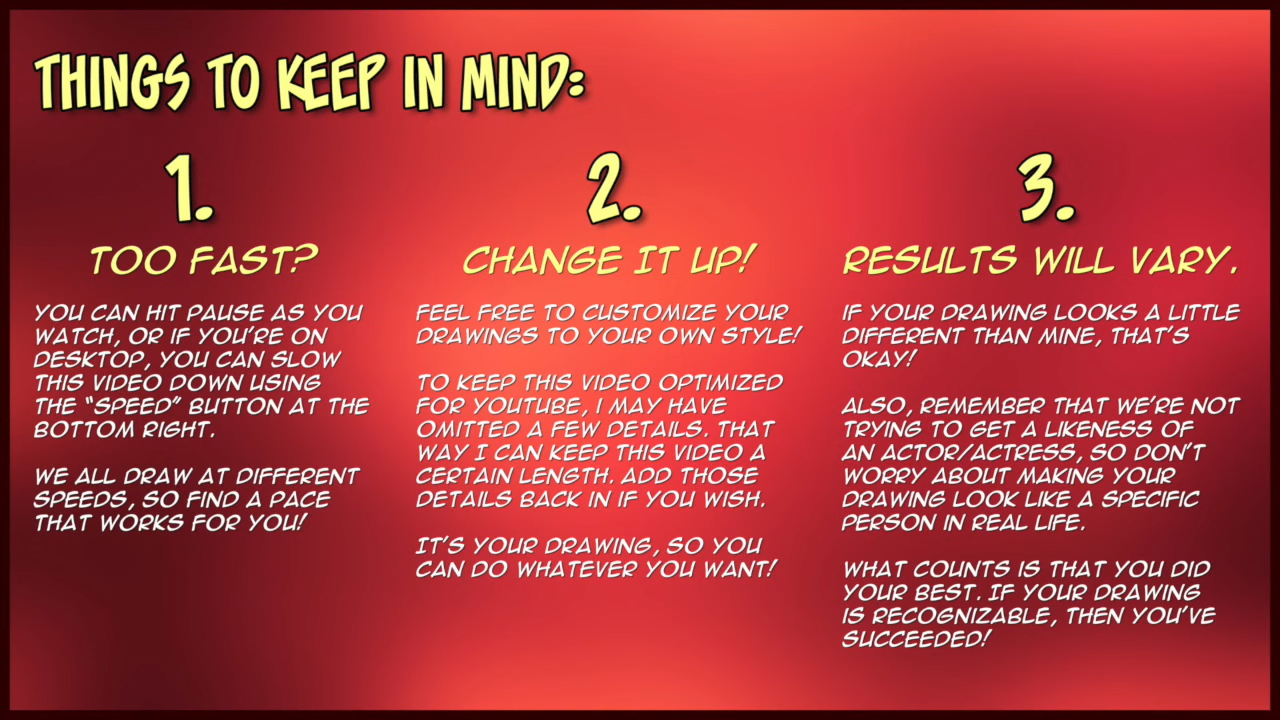 THINGS TO KEEP IN MIND:
1.
TOO FAST?
YOU CAN HIT PAUSE AS YOU
WATCH, OR IF YOU'RE ON
DESKTOP, YOU CAN SLOW
THIS VIDEO DOWN USING
THE "SPEED" BUTTON AT THE
BOTTOM RIGHT.
WE ALL DRAW AT DIFFERENT
SPEEDS, SO FIND A PACE
THAT WORKS FOR YOU!
2.
CHANGE IT UP!
FEEL FREE TO CUSTOMIZE YOUR
DRAWINGS TO YOUR OWN STYLE!
TO KEEP THIS VIDEO OPTIMIZED
FOR YOUTUBE, I MAY HAVE
OMITTED A FEW DETAILS. THAT
WAY I CAN KEEP THIS VIDEO A
CERTAIN LENGTH. ADD THOSE
DETAILS BACK IN IF YOU WISH.
IT'S YOUR DRAWING, SO YOU
CAN DO WHATEVER YOU WANT!
3.
RESULTS WILL VARY.
IF YOUR DRAWING LOOKS A LITTLE
DIFFERENT THAN MINE, THAT'S
OKAY!
ALSO, REMEMBER THAT WE'RE NOT
TRYING TO GET A LIKENESS OF
AN ACTOR/ACTRESS, SO DON'T
WORRY ABOUT MAKING YOUR
DRAWING LOOK LIKE A SPECIFIC
PERSON IN REAL LIFE.
WHAT COUNTS IS THAT YOU DID
YOUR BEST. IF YOUR DRAWING
IS RECOGNIZABLE, THEN YOU'VE
SUCCEEDED!